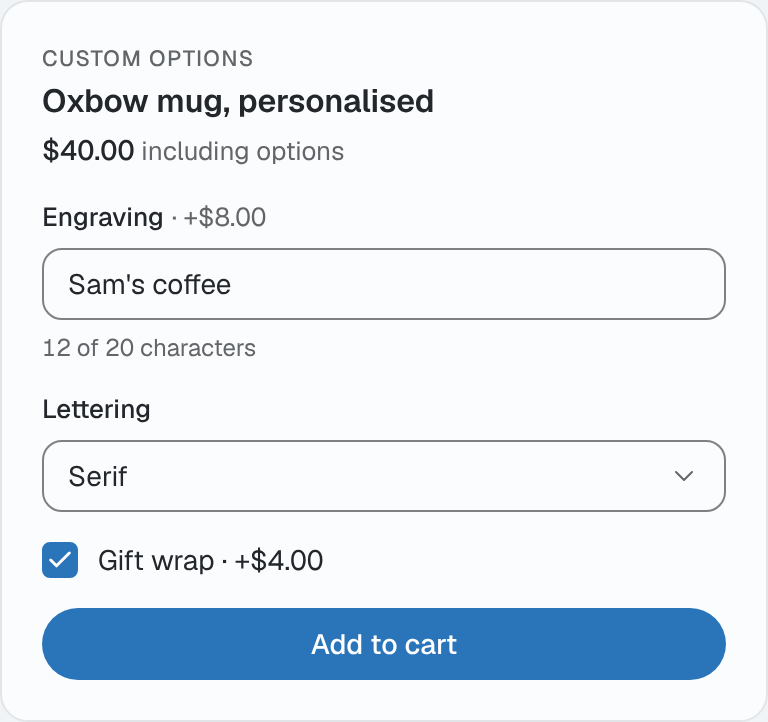 CUSTOM OPTIONS
Oxbow mug, personalised
$40.00 including options
Engraving · +$8.00
Sam's coffee
12 of 20 characters
Lettering
Serif
Gift wrap · +$4.00
Add to cart